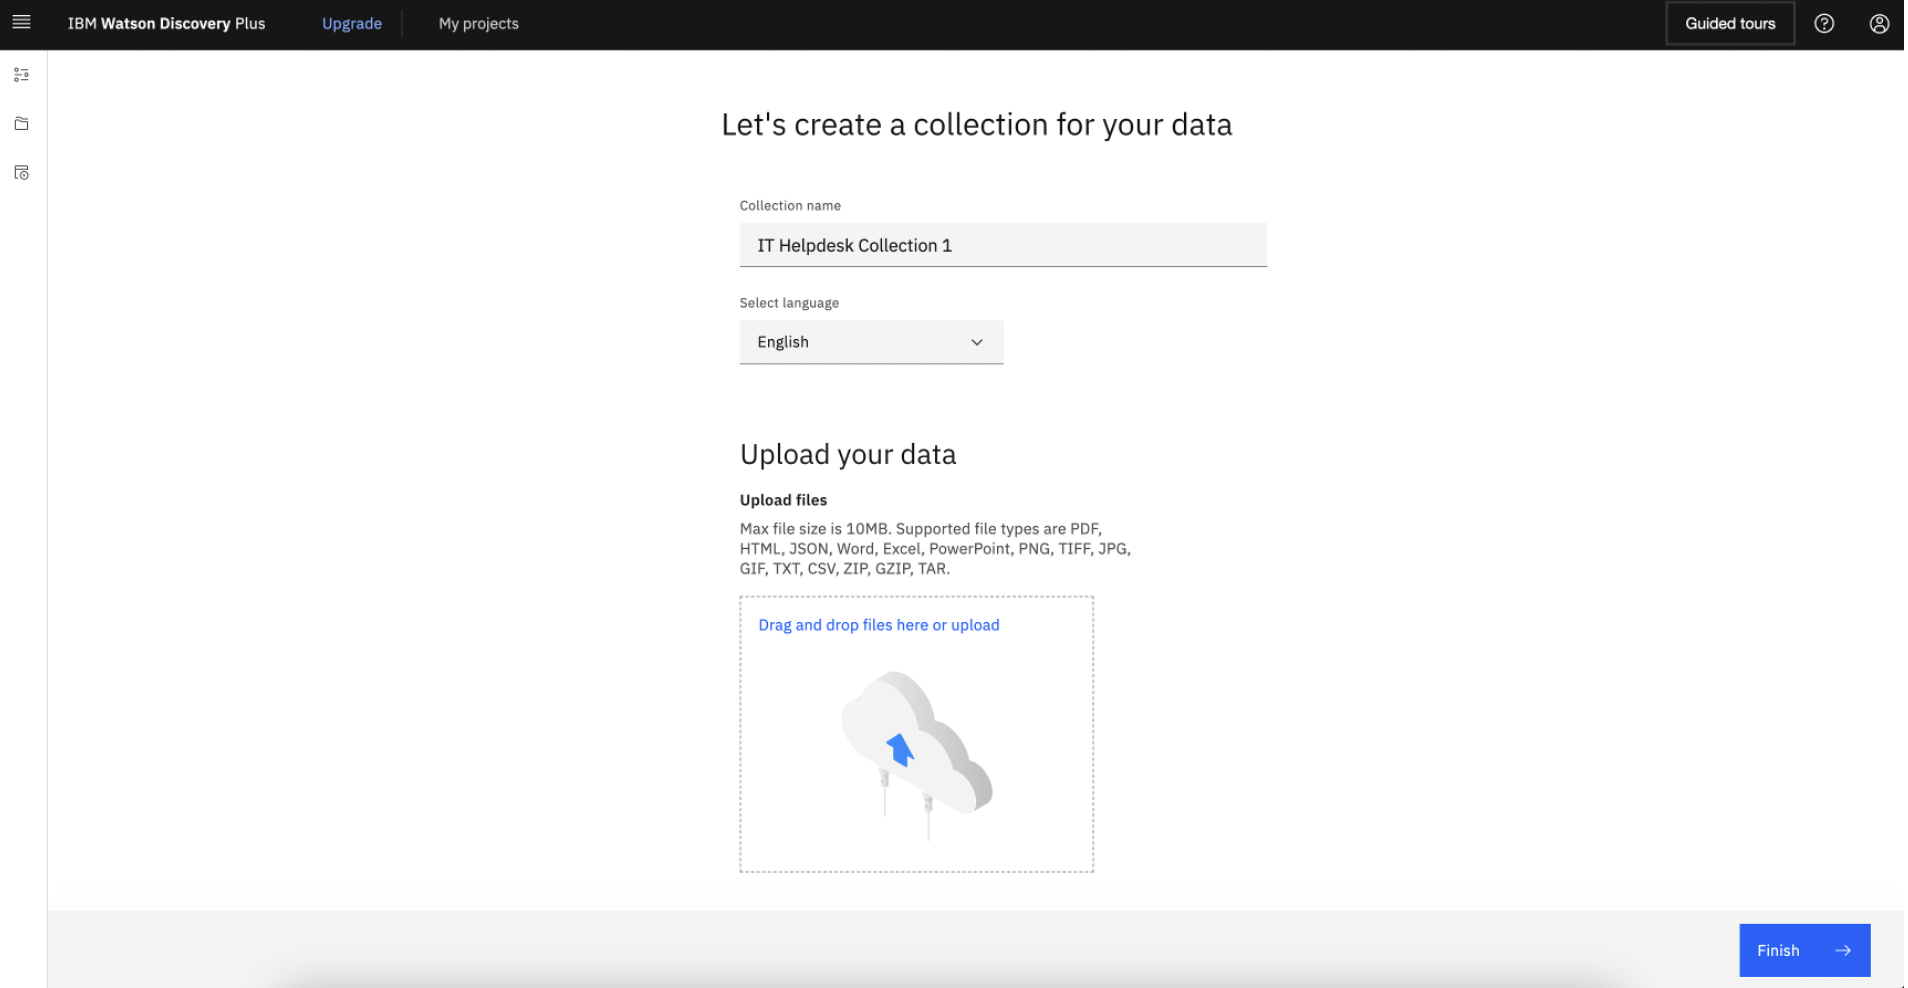 IBM Watson Discovery Plus
Upgrade
My projects
Guided tours
Let's create a collection for your data
Collection name
IT Helpdesk Collection 1
Select language
English
Upload your data
Upload files
Max file size is 10MB. Supported file types are PDF,
HTML, JSON, Word, Excel, PowerPoint, PNG, TIFF, JPG,
GIF, TXT, CSV, ZIP, GZIP, TAR.
Drag and drop files here or upload
Finish